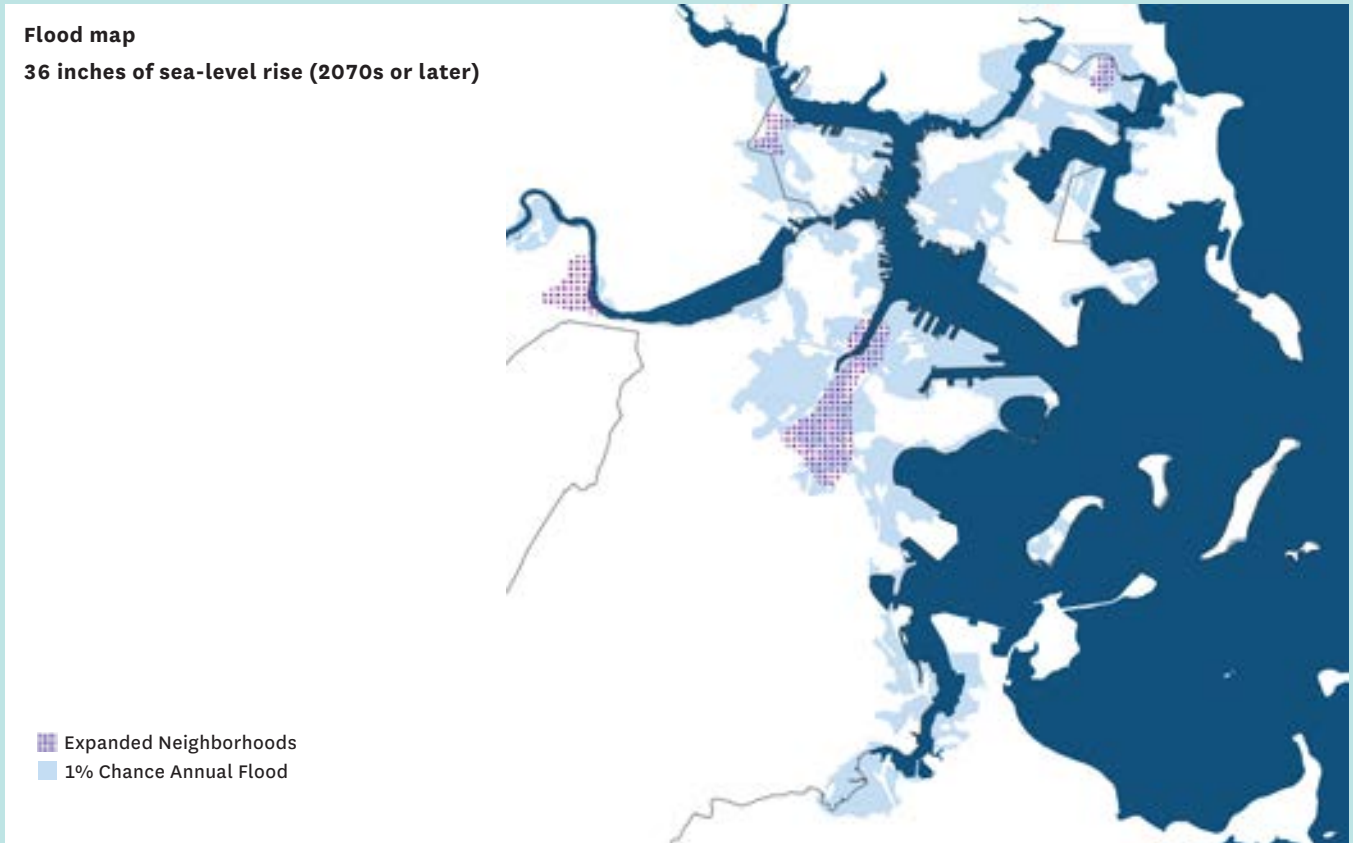 Flood map
36 inches of sea-level rise (2070s or later)
Expanded Neighborhoods
1% Chance Annual Flood